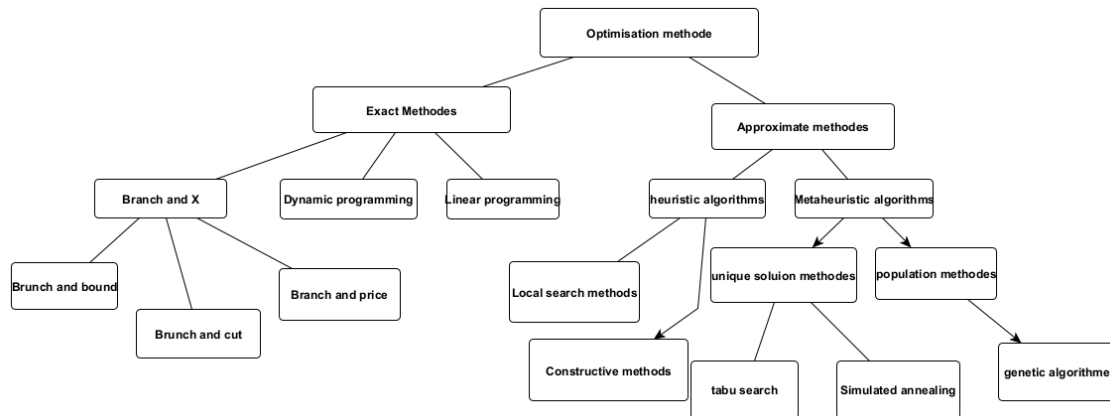 Optimisation methode
Exact Methodes
Approximate methodes
Branch and X
Dynamic programming
Linear programming
heuristic algorithms
Metaheuristic algorithms
Brunch and bound
Branch and price
Brunch and cut
Local search methods
unique soluion methodes
population methodes
Constructive methods
tabu search
Simulated annealing
genetic algorithme